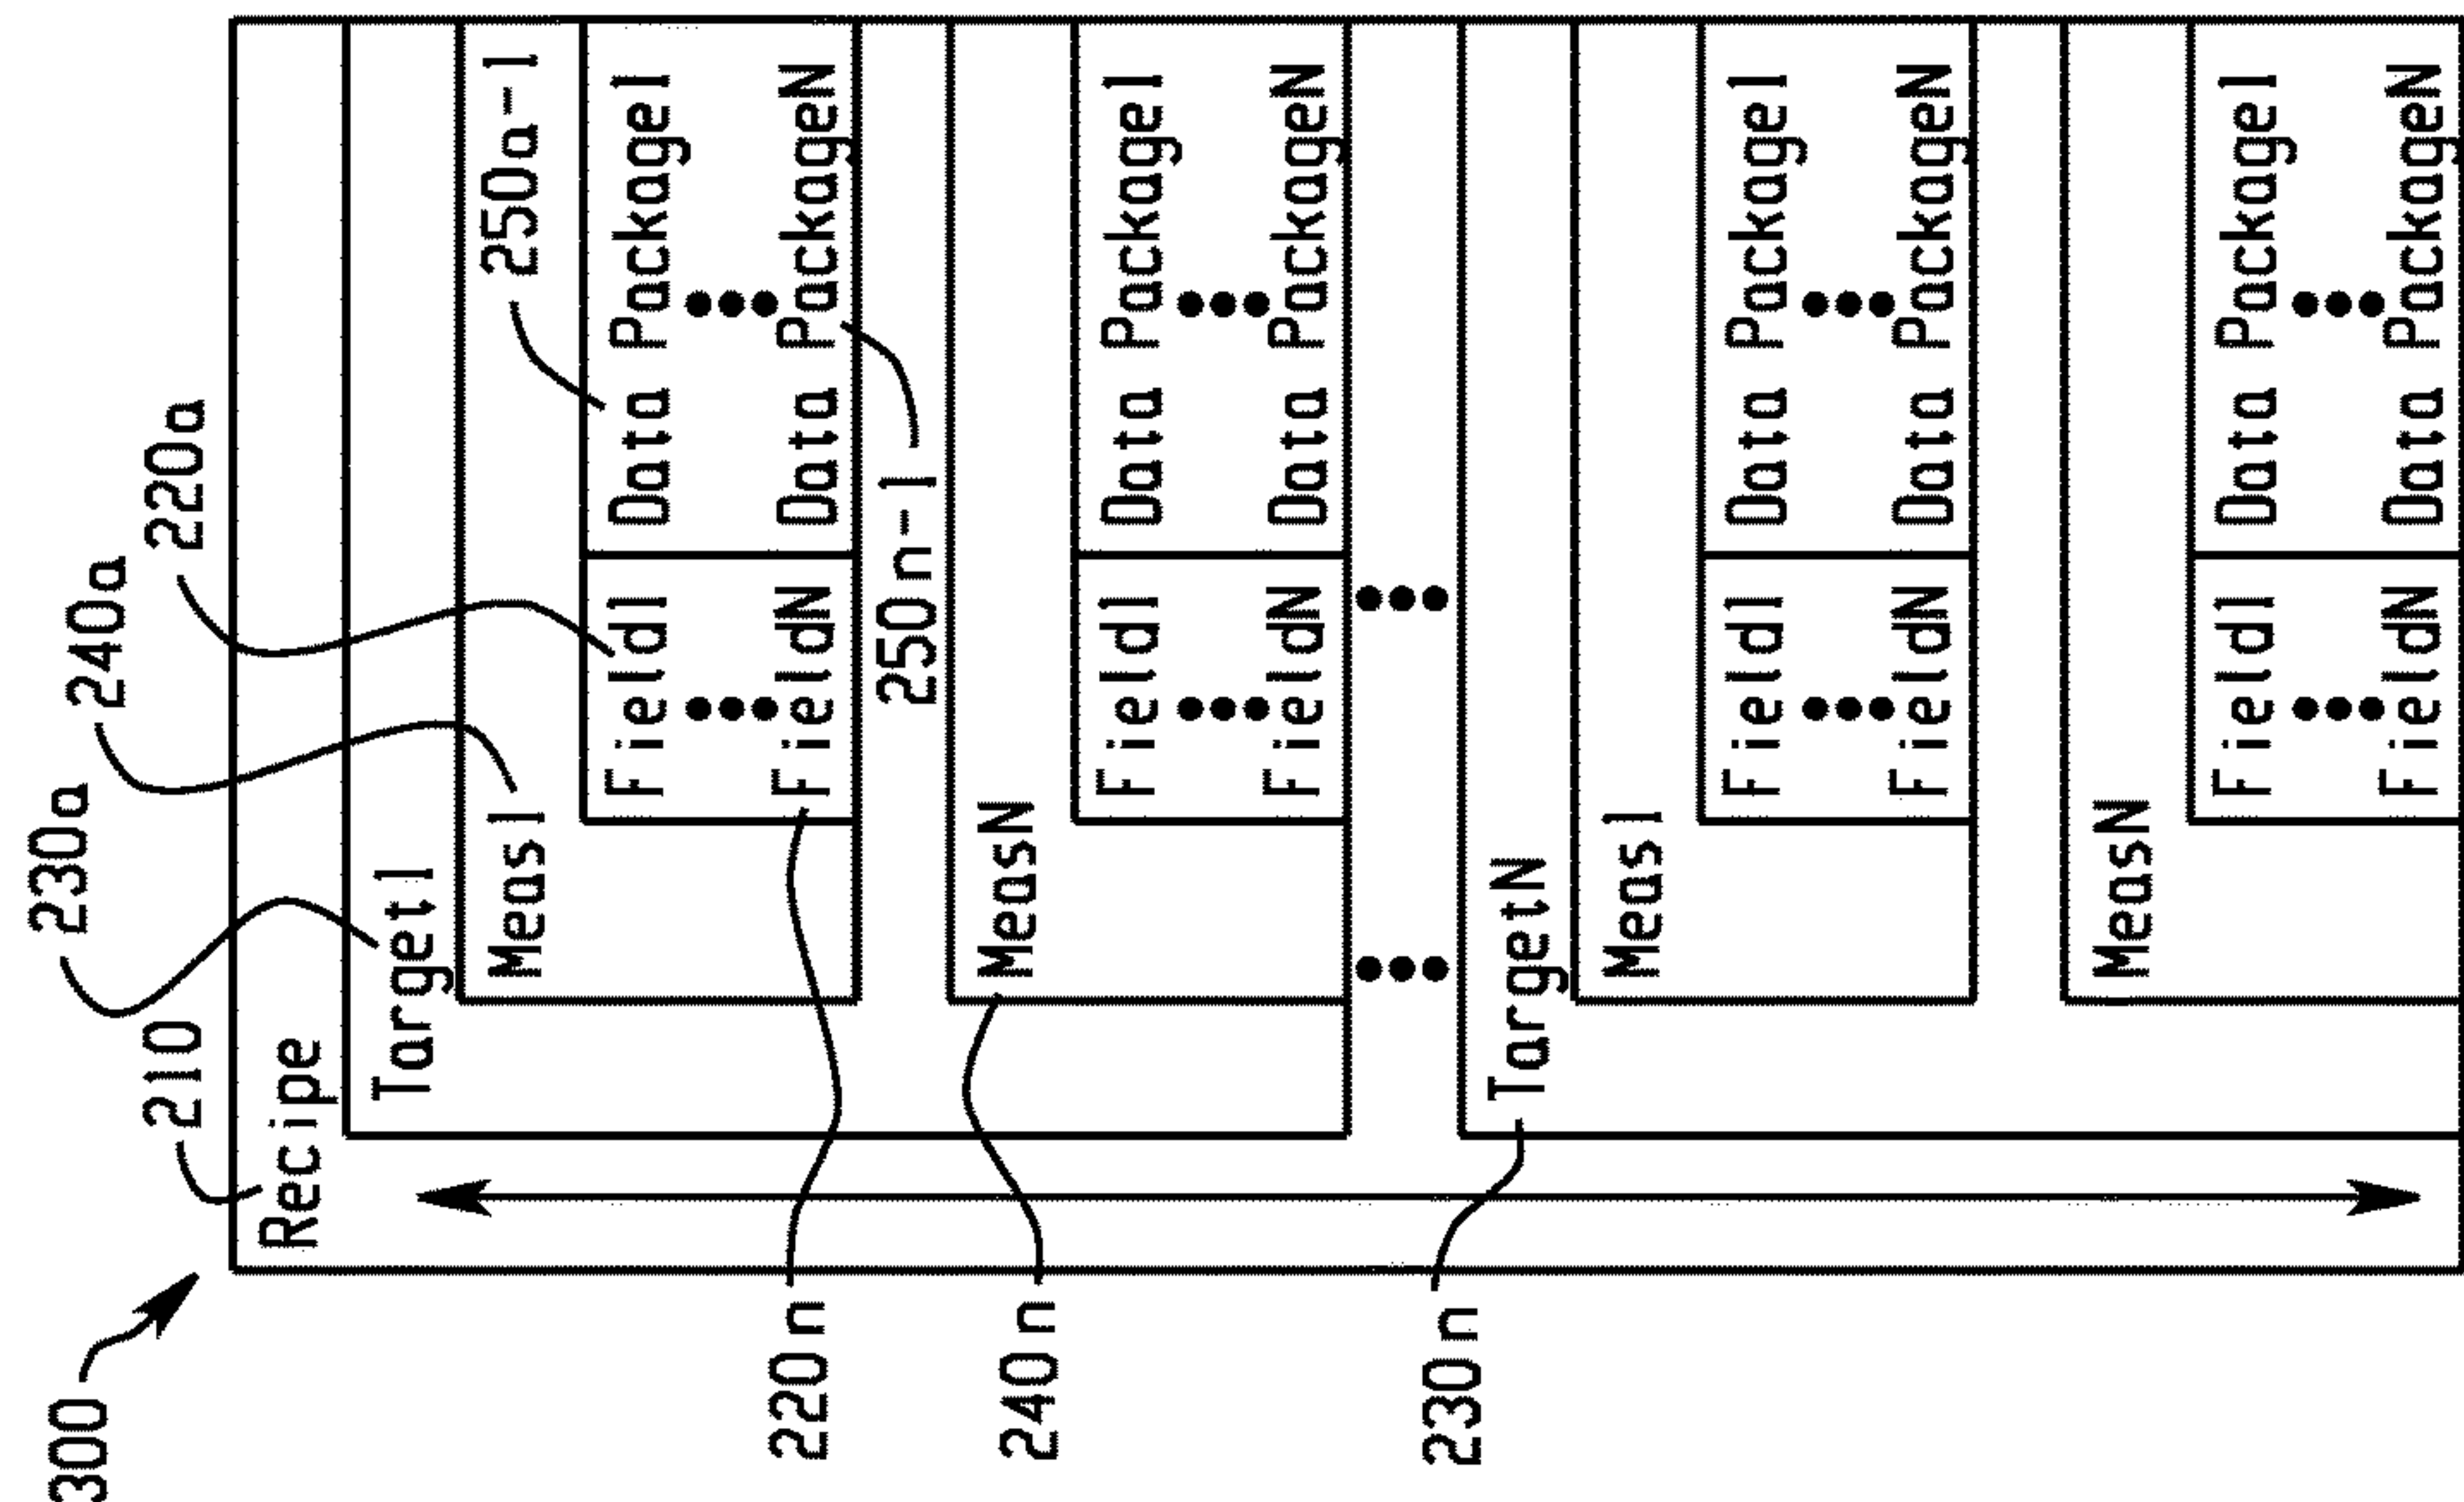 300
210
230a
240a
220a
Recipe
Target1
Meas1
250a-1
Field1
Data Package1
FieldN
Data PackageN
220n
250n-1
MeasN
240n
Field1
Data Package1
FieldN
Data PackageN
TargetN
230n
Meas1
Field1
Data Package1
FieldN
Data PackageN
MeasN
Field1
Data Package1
FieldN
Data PackageN